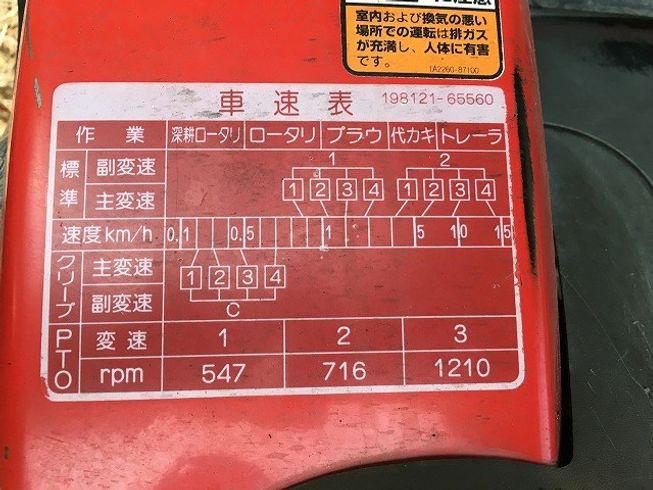 室内および換気の悪い
場所での運転は排ガス
が充満し、人体に有害
です。
1A2260-87100
車速表 198121-65560
作業 深耕ロータリ ロータリ プラウ 代カキ トレーラ
標準 副変速 1 2
主変速 1 2 3 4 1 2 3 4
速度km/h 0.1 0.5 1 5 10 15
クリープ 主変速 1 2 3 4
副変速 C
PTO 変速 1 2 3
rpm 547 716 1210